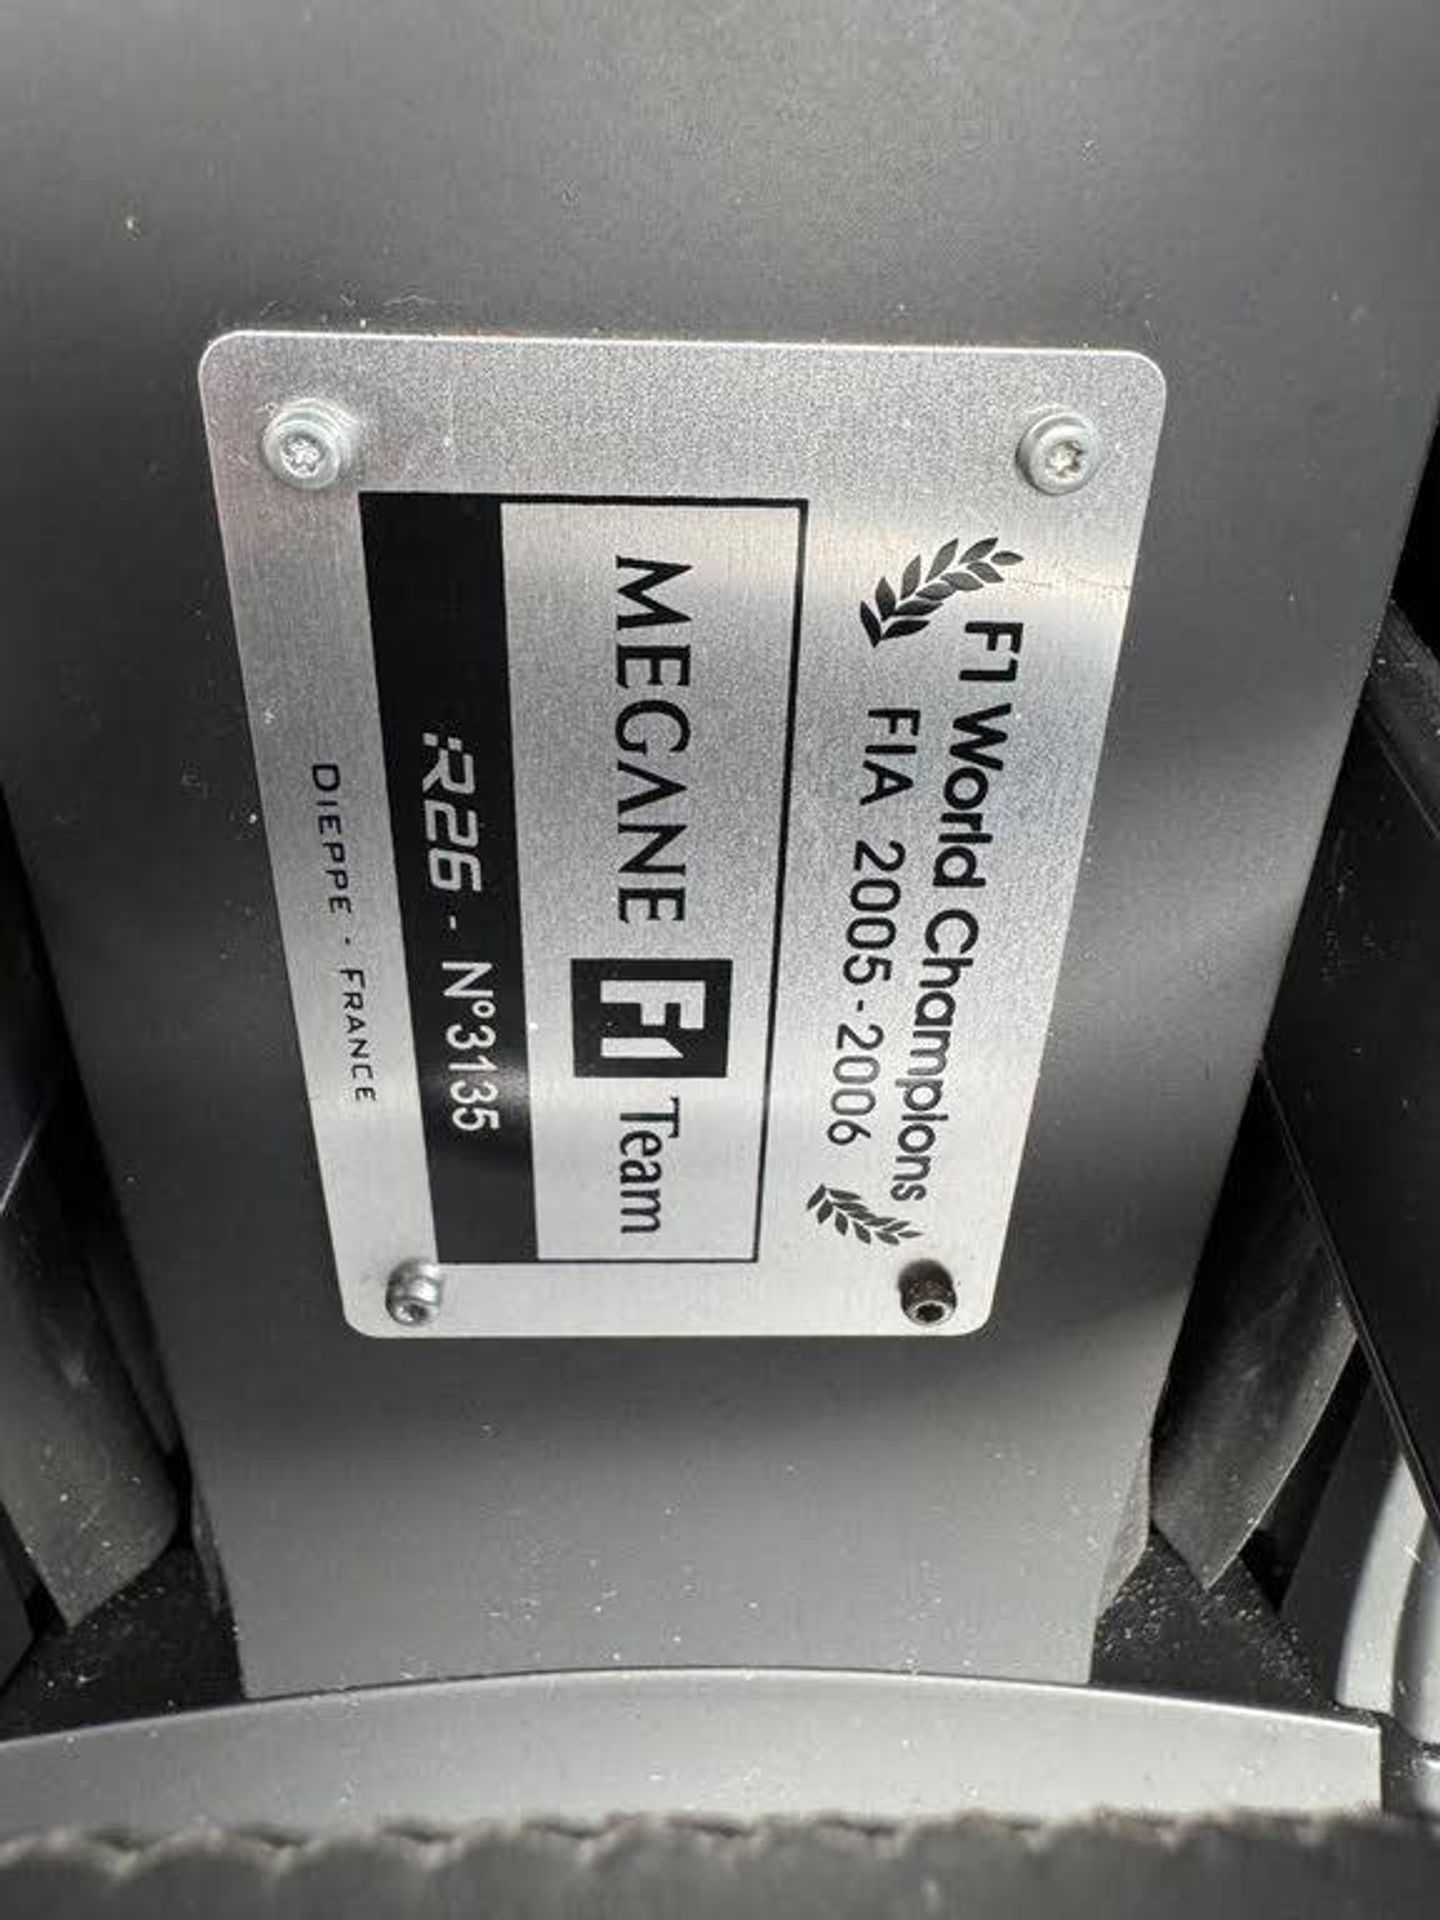 F1 World Champions
FIA 2005-2006
MEGANE F1 Team
R26 - N°3135
DIEPPE · FRANCE